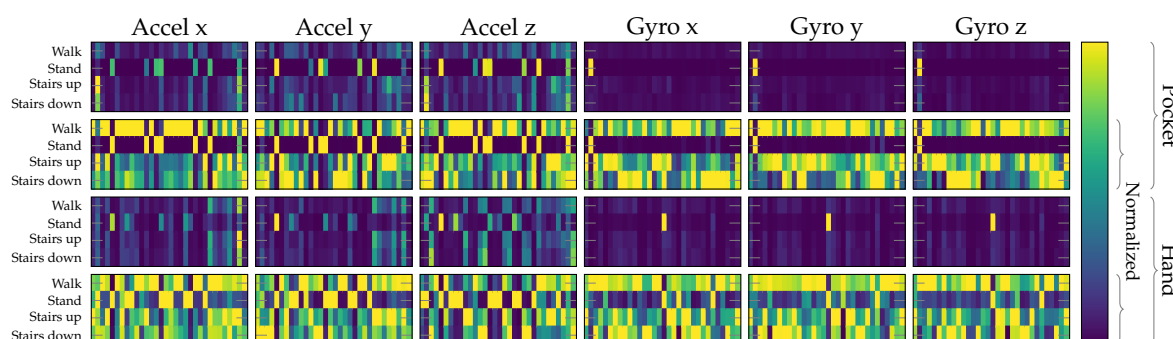 Accel x Accel y Accel z Gyro x Gyro y Gyro z
Walk
Stand
Stairs up
Stairs down
Walk
Stand
Stairs up
Stairs down
Walk
Stand
Stairs up
Stairs down
Walk
Stand
Stairs up
Stairs down
Pocket
Normalized
Hand